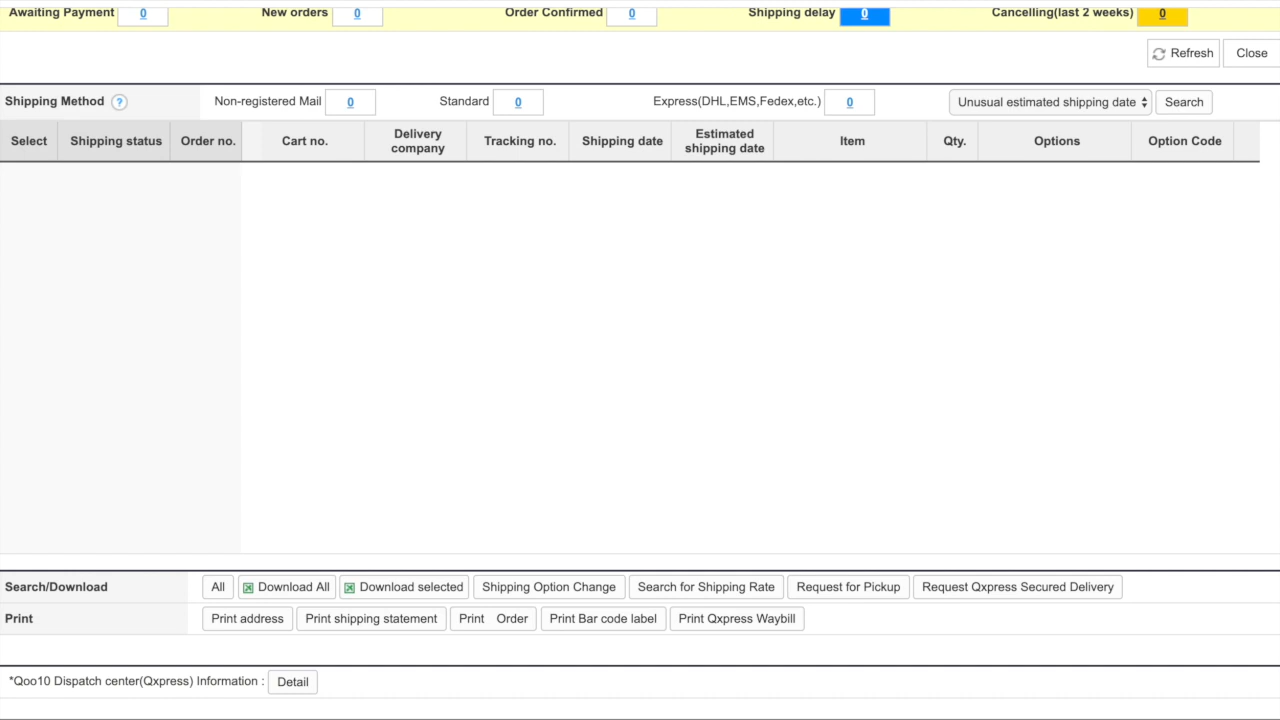 Awaiting Payment 0 New orders 0 Order Confirmed 0 Shipping delay 0 Cancelling(last 2 weeks) 0
Refresh Close
Shipping Method ? Non-registered Mail 0 Standard 0 Express(DHL,EMS,Fedex,etc.) 0 Unusual estimated shipping date Search
Select Shipping status Order no. Cart no. Delivery company Tracking no. Shipping date Estimated shipping date Item Qty. Options Option Code
Search/Download All Download All Download selected Shipping Option Change Search for Shipping Rate Request for Pickup Request Qxpress Secured Delivery
Print Print address Print shipping statement Print Order Print Bar code label Print Qxpress Waybill
*Qoo10 Dispatch center(Qxpress) Information : Detail